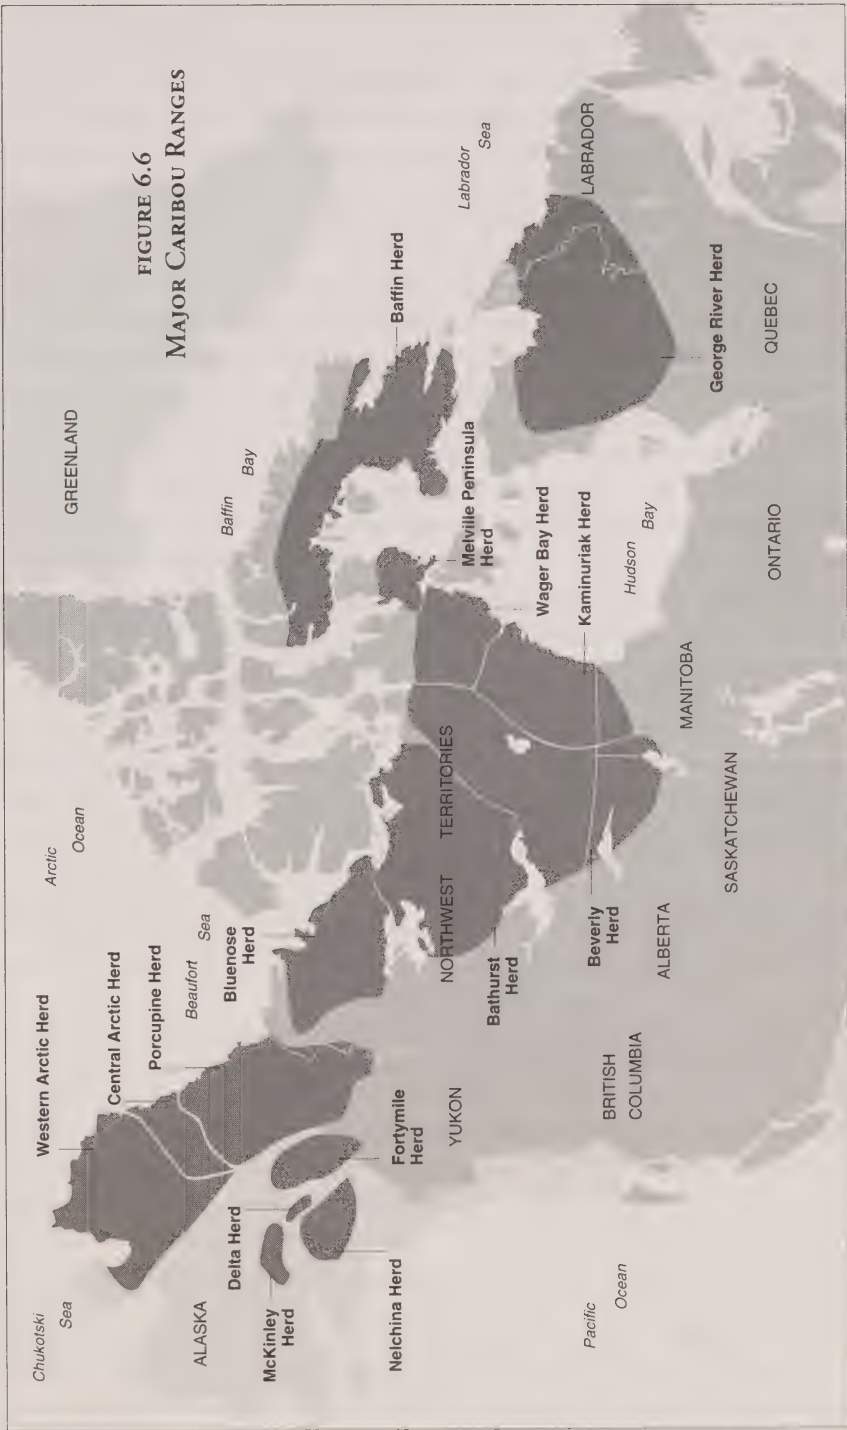 FIGURE 6.6
MAJOR CARIBOU RANGES
GREENLAND
Arctic
Ocean
Baffin
Bay
Labrador
Sea
Chukotski
Sea
Western Arctic Herd
Central Arctic Herd
Porcupine Herd
Beaufort
Sea
Bluenose
Herd
Baffin Herd
ALASKA
Delta Herd
McKinley
Herd
Nelchina Herd
Fortymile
Herd
YUKON
NORTHWEST TERRITORIES
Melville Peninsula
Herd
Wager Bay Herd
Kaminuriak Herd
Hudson
Bay
Bathurst
Herd
Beverly
Herd
LABRADOR
George River Herd
QUEBEC
Pacific
Ocean
BRITISH
COLUMBIA
ALBERTA
SASKATCHEWAN
MANITOBA
ONTARIO